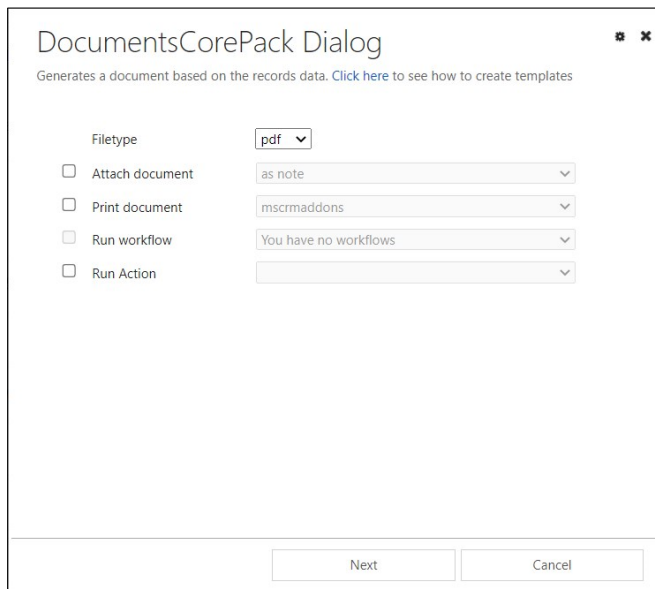 DocumentsCorePack Dialog
Generates a document based on the records data. Click here to see how to create templates
Filetype pdf
Attach document as note
Print document mscrmaddons
Run workflow You have no workflows
Run Action
Next Cancel